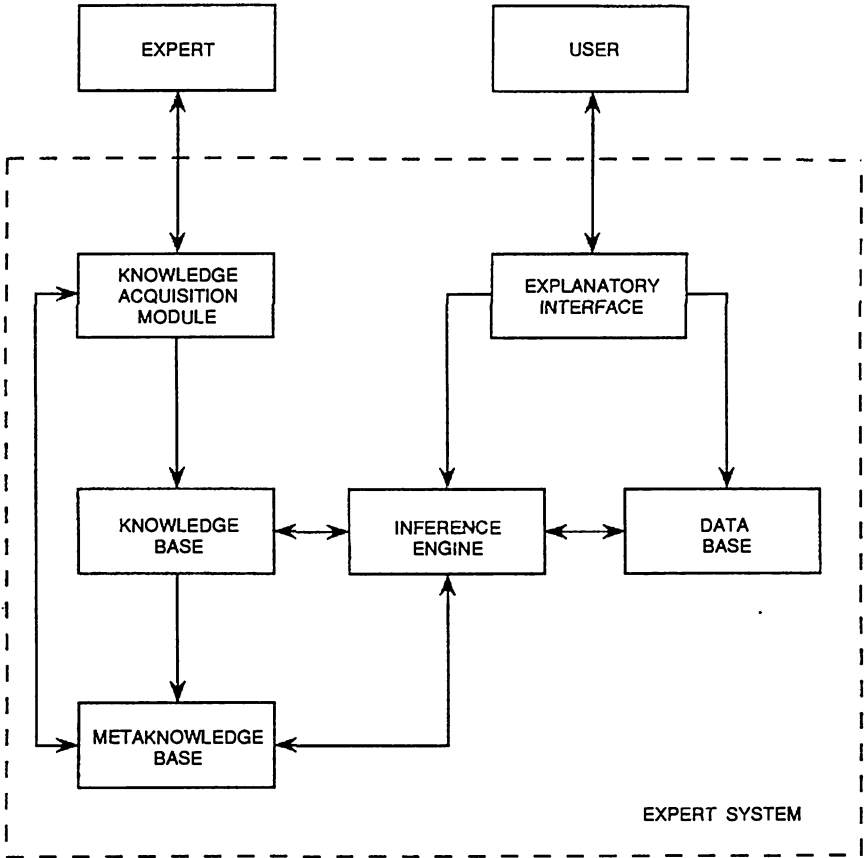 EXPERT
USER
KNOWLEDGE
ACQUISITION
MODULE
EXPLANATORY
INTERFACE
KNOWLEDGE
BASE
INFERENCE
ENGINE
DATA
BASE
METAKNOWLEDGE
BASE
EXPERT SYSTEM